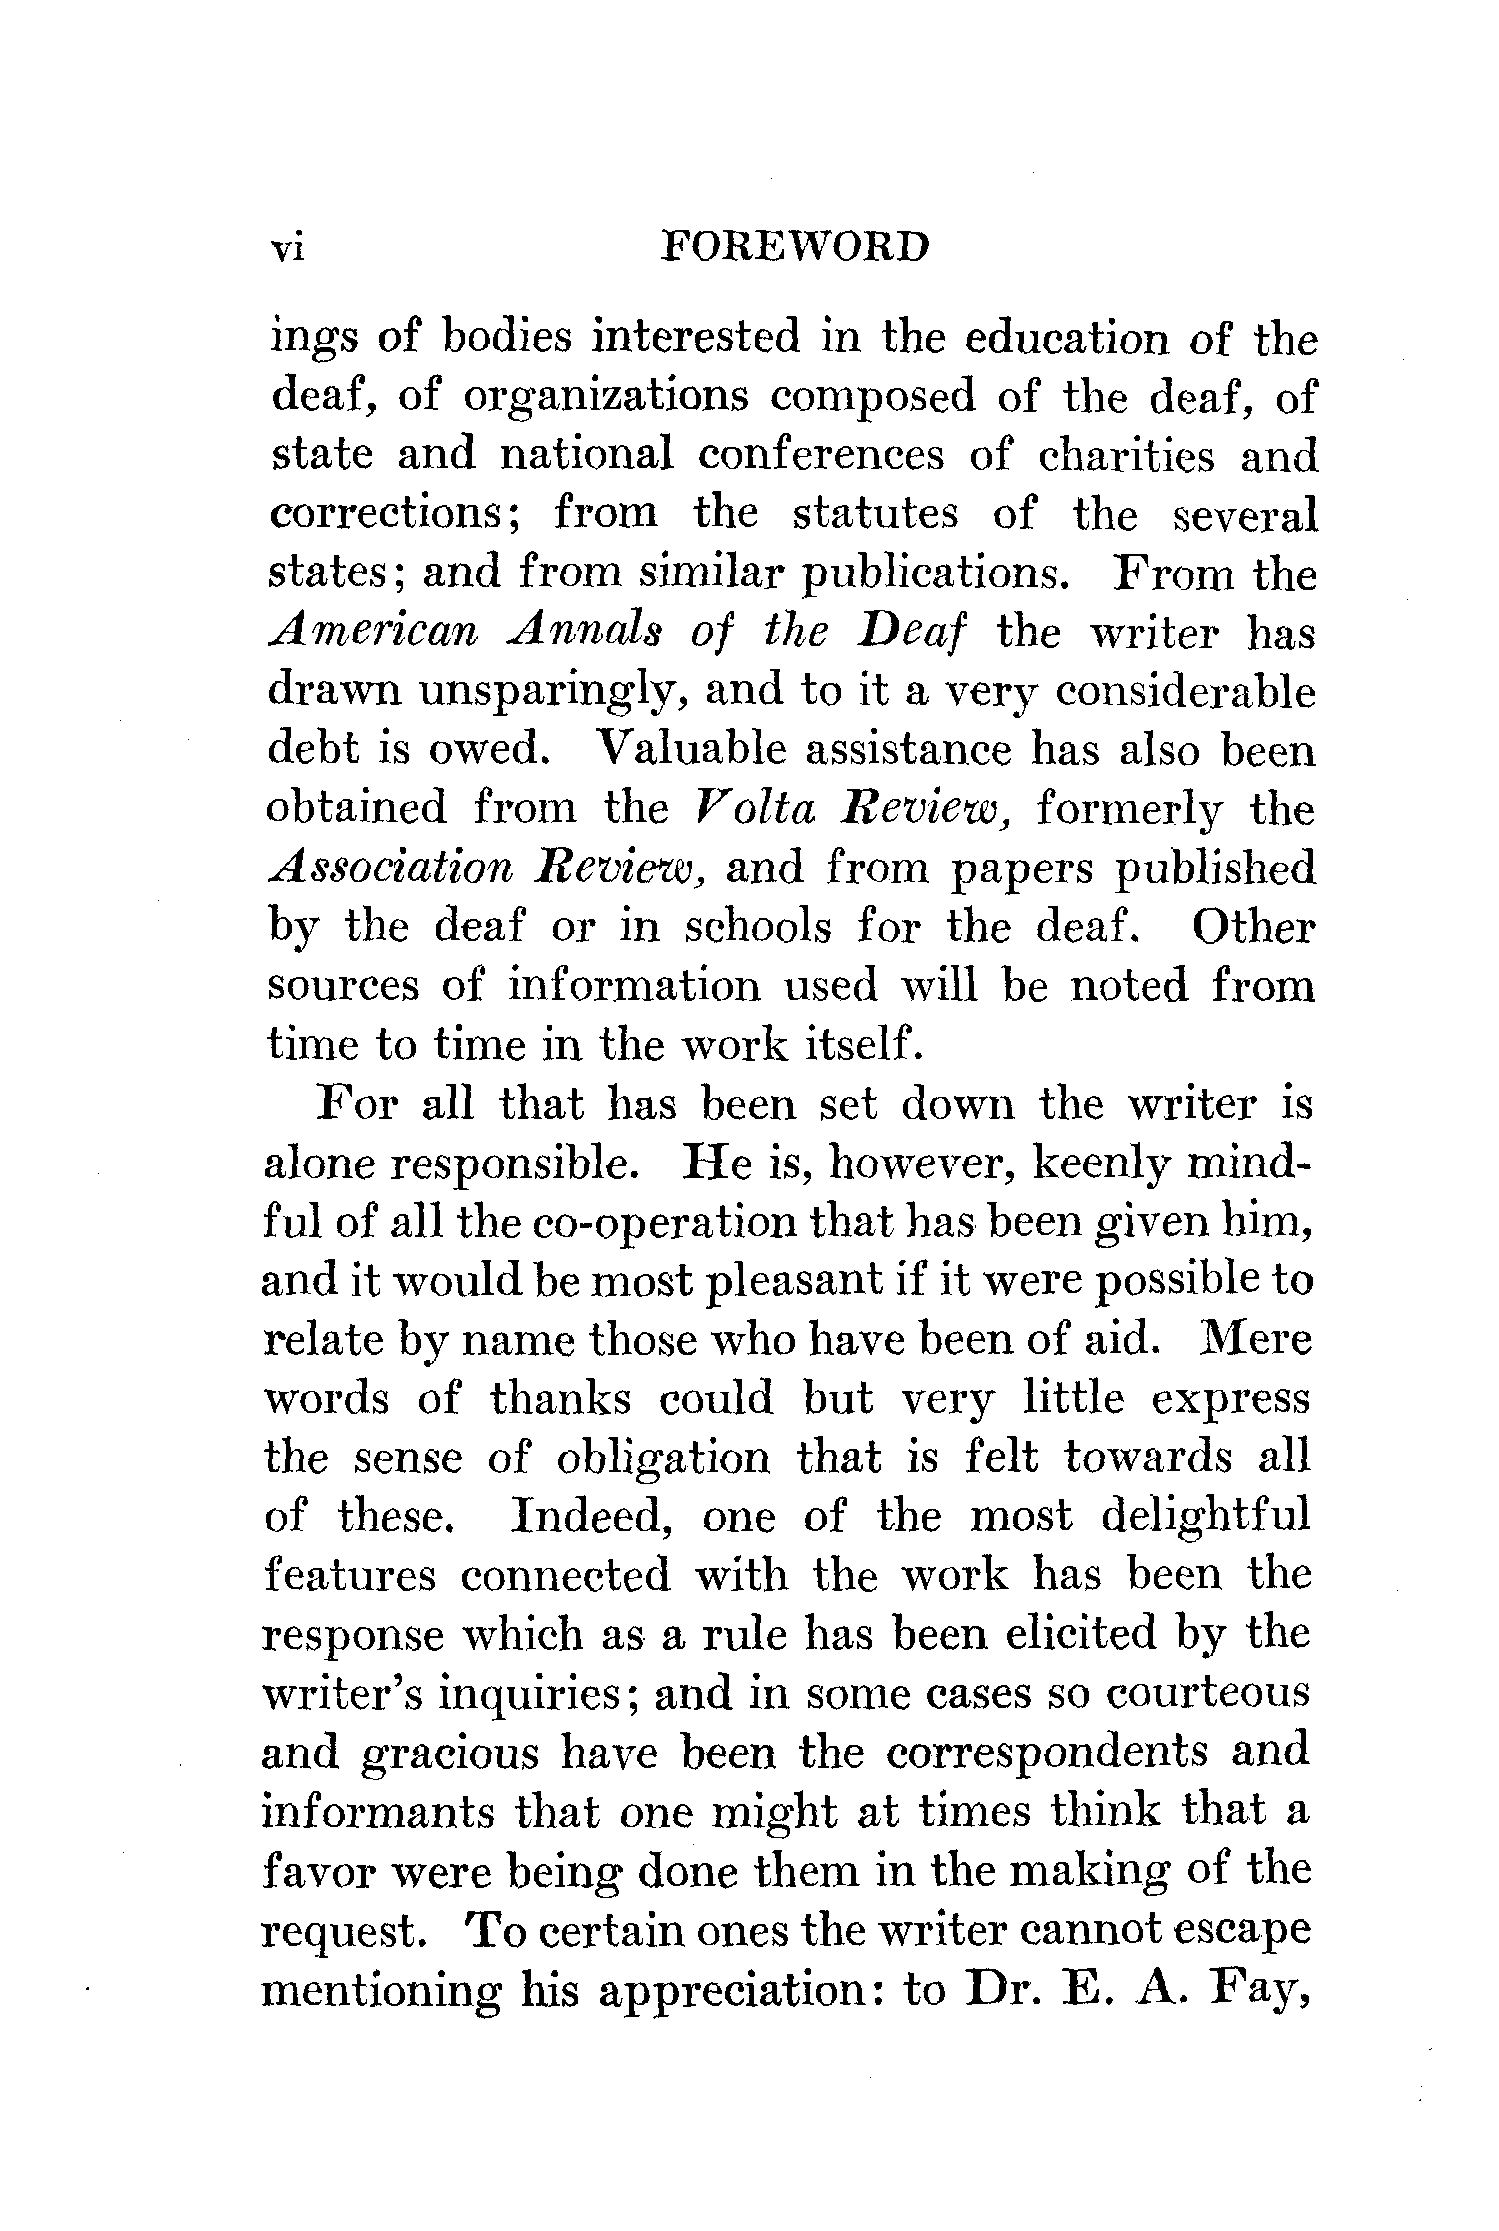 vi FOREWORD
ings of bodies interested in the education of the
deaf, of organizations composed of the deaf, of
state and national conferences of charities and
corrections; from the statutes of the several
states; and from similar publications. From the
American Annals of the Deaf the writer has
drawn unsparingly, and to it a very considerable
debt is owed. Valuable assistance has also been
obtained from the Volta Review, formerly the
Association Review, and from papers published
by the deaf or in schools for the deaf. Other
sources of information used will be noted from
time to time in the work itself.
For all that has been set down the writer is
alone responsible. He is, however, keenly mind-
ful of all the co-operation that has been given him,
and it would be most pleasant if it were possible to
relate by name those who have been of aid. Mere
words of thanks could but very little express
the sense of obligation that is felt towards all
of these. Indeed, one of the most delightful
features connected with the work has been the
response which as a rule has been elicited by the
writer's inquiries; and in some cases so courteous
and gracious have been the correspondents and
informants that one might at times think that a
favor were being done them in the making of the
request. To certain ones the writer cannot escape
mentioning his appreciation: to Dr. E. A. Fay,